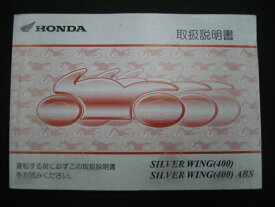 HONDA
取扱説明書
運転する前に必ずこの取扱説明書
をお読みください。
SILVER WING(400)
SILVER WING(400) ABS